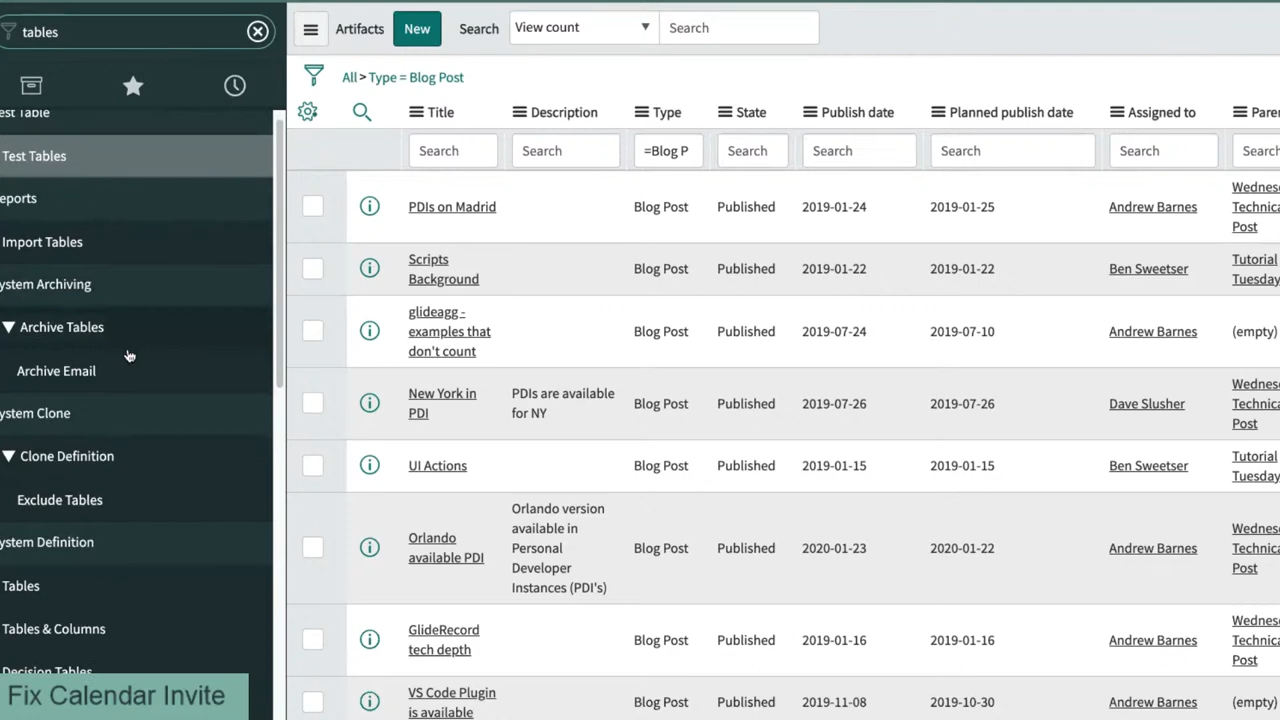 tables
est Table
Test Tables
eports
Import Tables
ystem Archiving
Archive Tables
Archive Email
ystem Clone
Clone Definition
Exclude Tables
ystem Definition
Tables
Tables & Columns
Decision Tables
Fix Calendar Invite
Artifacts New Search View count Search
All > Type = Blog Post
Title Description Type State Publish date Planned publish date Assigned to Paren
Search Search =Blog P Search Search Search Search Search
PDIs on Madrid Blog Post Published 2019-01-24 2019-01-25 Andrew Barnes Wednes
Technica
Post
Scripts
Background Blog Post Published 2019-01-22 2019-01-22 Ben Sweetser Tutorial
Tuesday
glideagg -
examples that
don't count Blog Post Published 2019-07-24 2019-07-10 Andrew Barnes (empty)
New York in
PDI PDIs are available
for NY Blog Post Published 2019-07-26 2019-07-26 Dave Slusher Wednes
Technica
Post
UI Actions Blog Post Published 2019-01-15 2019-01-15 Ben Sweetser Tutorial
Tuesday
Orlando
available PDI Orlando version
available in
Personal
Developer
Instances (PDI's) Blog Post Published 2020-01-23 2020-01-22 Andrew Barnes Wednes
Technica
Post
GlideRecord
tech depth Blog Post Published 2019-01-16 2019-01-16 Andrew Barnes Wednes
Technica
Post
VS Code Plugin
is available Blog Post Published 2019-11-08 2019-10-30 Andrew Barnes (empty)